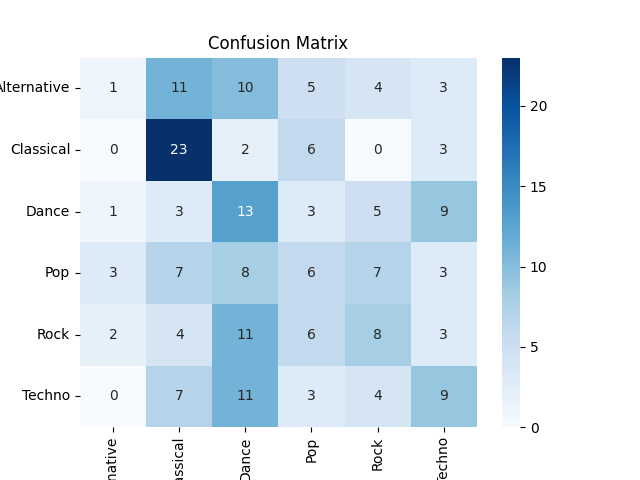 Confusion Matrix
lternative 1 11 10 5 4 3
Classical 0 23 2 6 0 3
Dance 1 3 13 3 5 9
Pop 3 7 8 6 7 3
Rock 2 4 11 6 8 3
Techno 0 7 11 3 4 9
native assical Dance Pop Rock echno
20
15
10
5
0